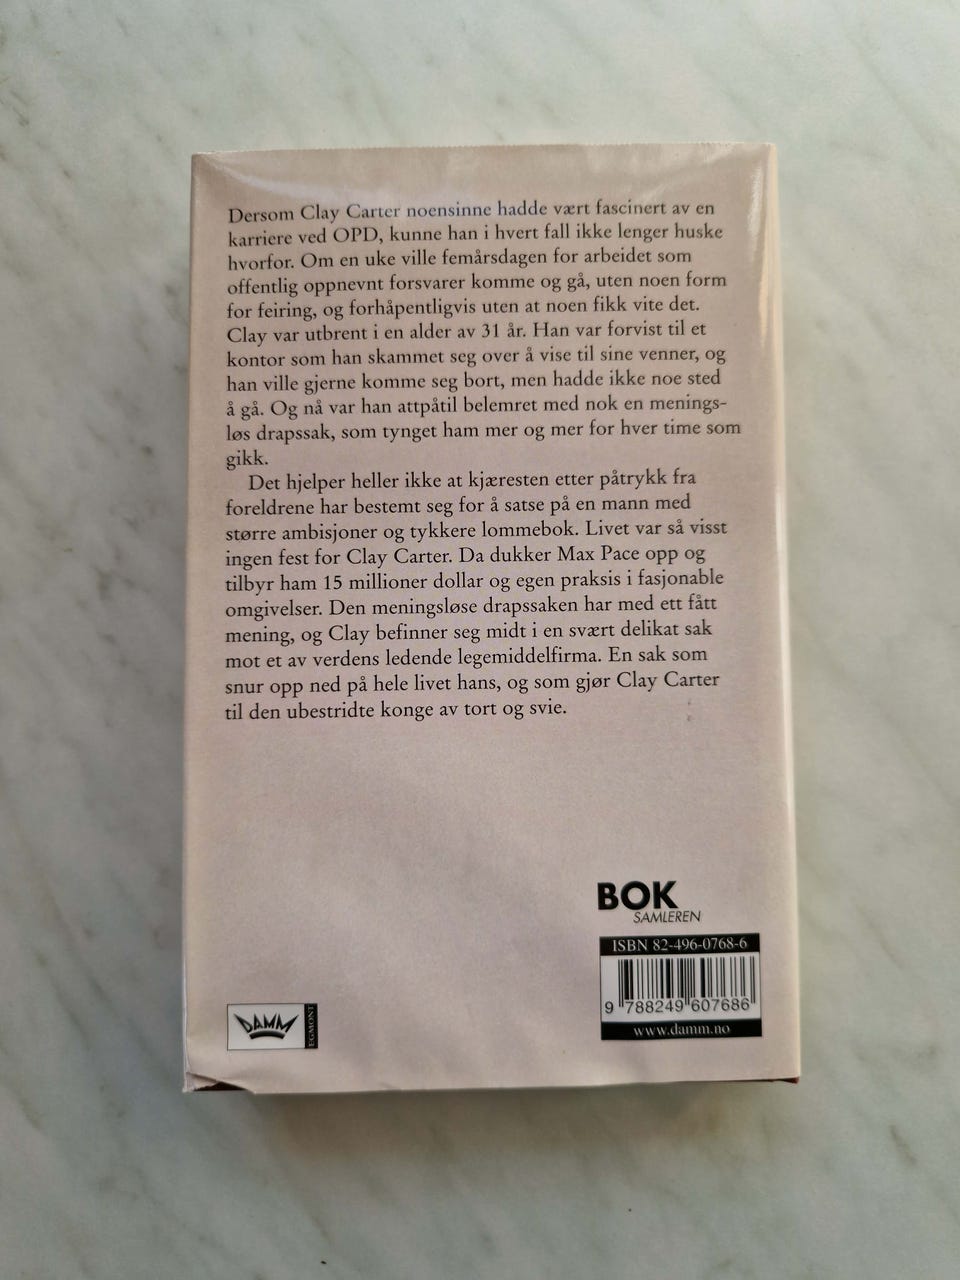 Dersom Clay Carter noensinne hadde vært fascinert av en
karriere ved OPD, kunne han i hvert fall ikke lenger huske
hvorfor. Om en uke ville femårsdagen for arbeidet som
offentlig oppnevnt forsvarer komme og gå, uten noen form
for feiring, og forhåpentligvis uten at noen fikk vite det.
Clay var utbrent i en alder av 31 år. Han var forvist til et
kontor som han skammet seg over å vise til sine venner, og
han ville gjerne komme seg bort, men hadde ikke noe sted
å gå. Og nå var han attpåtil belemret med nok en menings-
løs drapssak, som tynget ham mer og mer for hver time som
gikk.
Det hjelper heller ikke at kjæresten etter påtrykk fra
foreldrene har bestemt seg for å satse på en mann med
større ambisjoner og tykkere lommebok. Livet var så visst
ingen fest for Clay Carter. Da dukker Max Pace opp og
tilbyr ham 15 millioner dollar og egen praksis i fasjonable
omgivelser. Den meningsløse drapssaken har med ett fått
mening, og Clay befinner seg midt i en svært delikat sak
mot et av verdens ledende legemiddelfirma. En sak som
snur opp ned på hele livet hans, og som gjør Clay Carter
til den ubestridte konge av tort og svie.
BOK
SAMLEREN
ISBN 82-496-0768-6
9 788249 607686
www.damm.no
DAMM
EGMONT